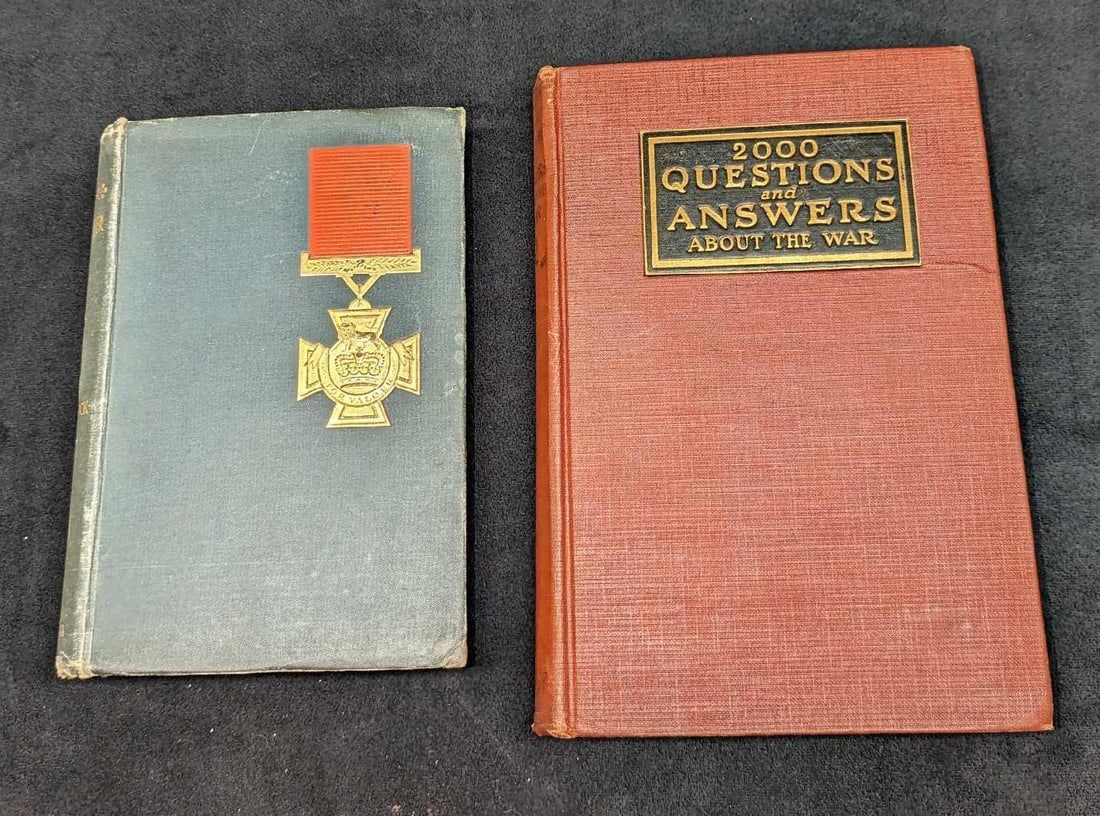 FOR VALOUR
2000
QUESTIONS
and
ANSWERS
ABOUT THE WAR